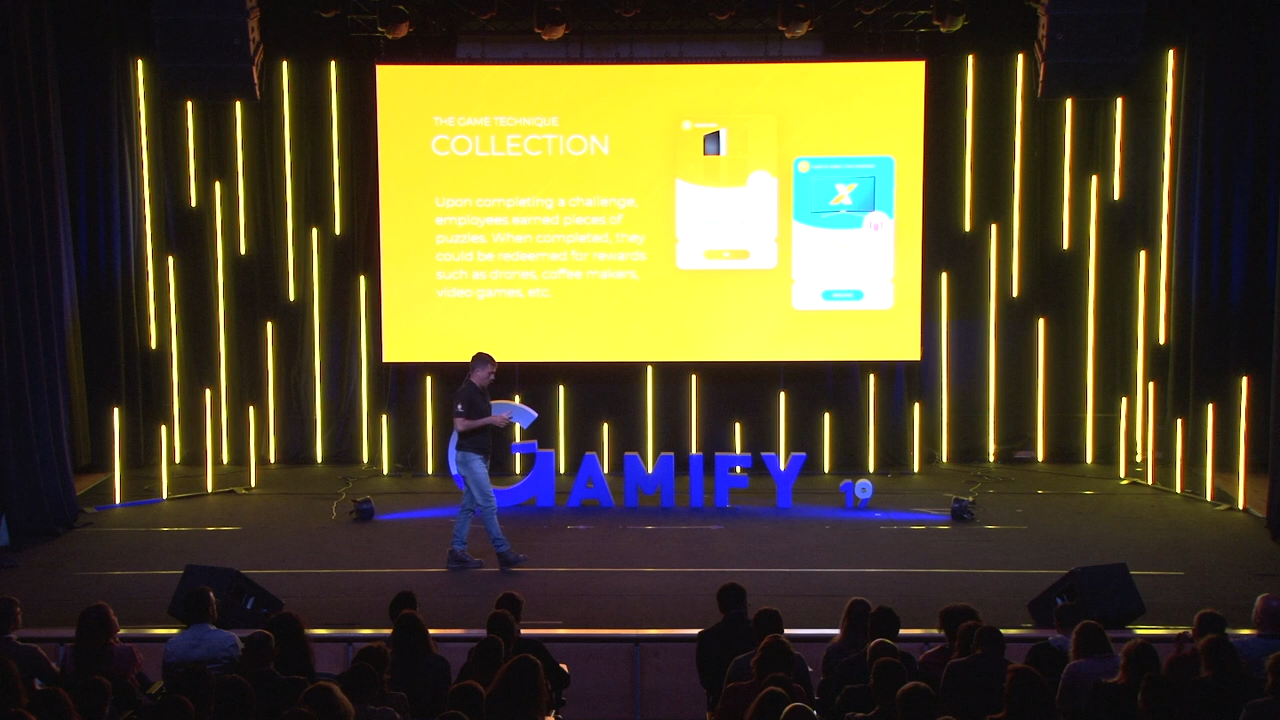 THE GAME TECHNIQUE
COLLECTION
Upon completing a challenge,
employees earned pieces of
puzzles. When completed, they
could be redeemed for rewards
such as drones, coffee makers,
video games, etc.
X
GAMIFY 19